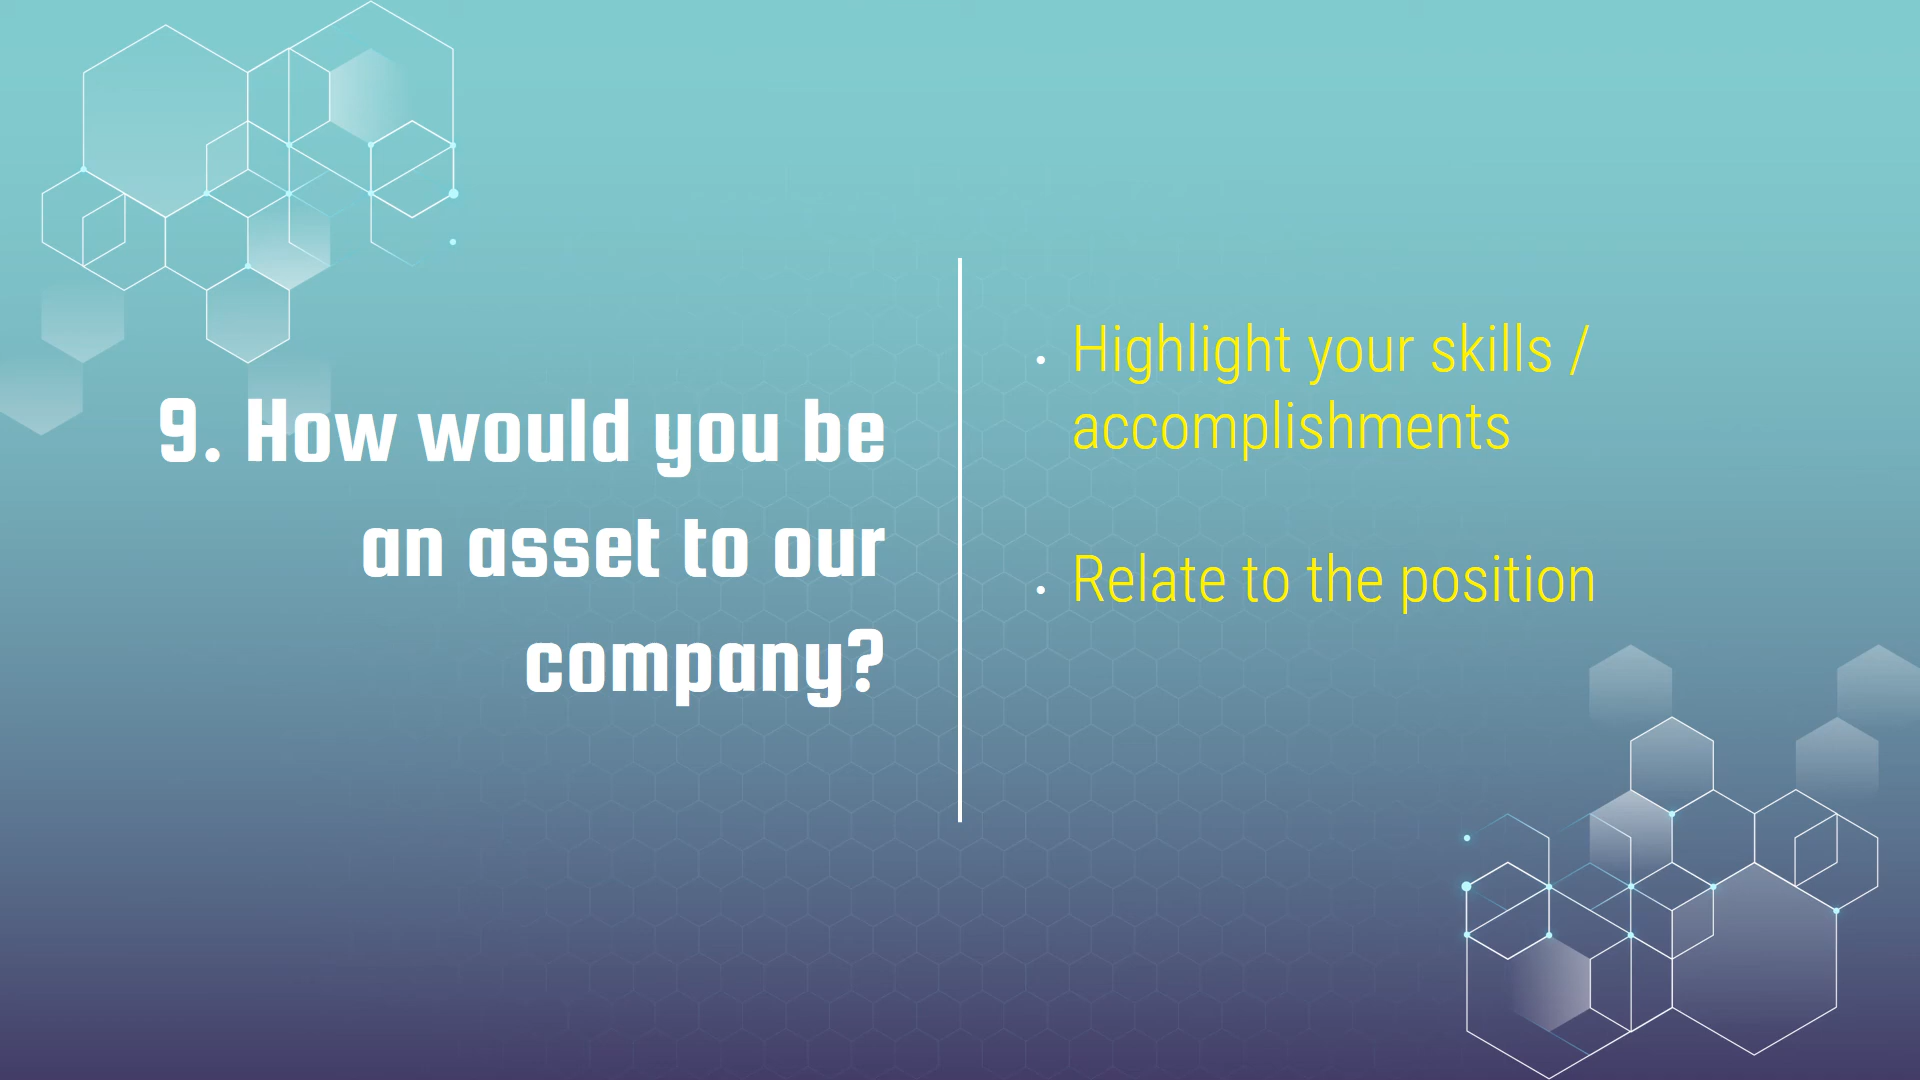 9. How would you be
an asset to our
company?
• Highlight your skills /
accomplishments
• Relate to the position